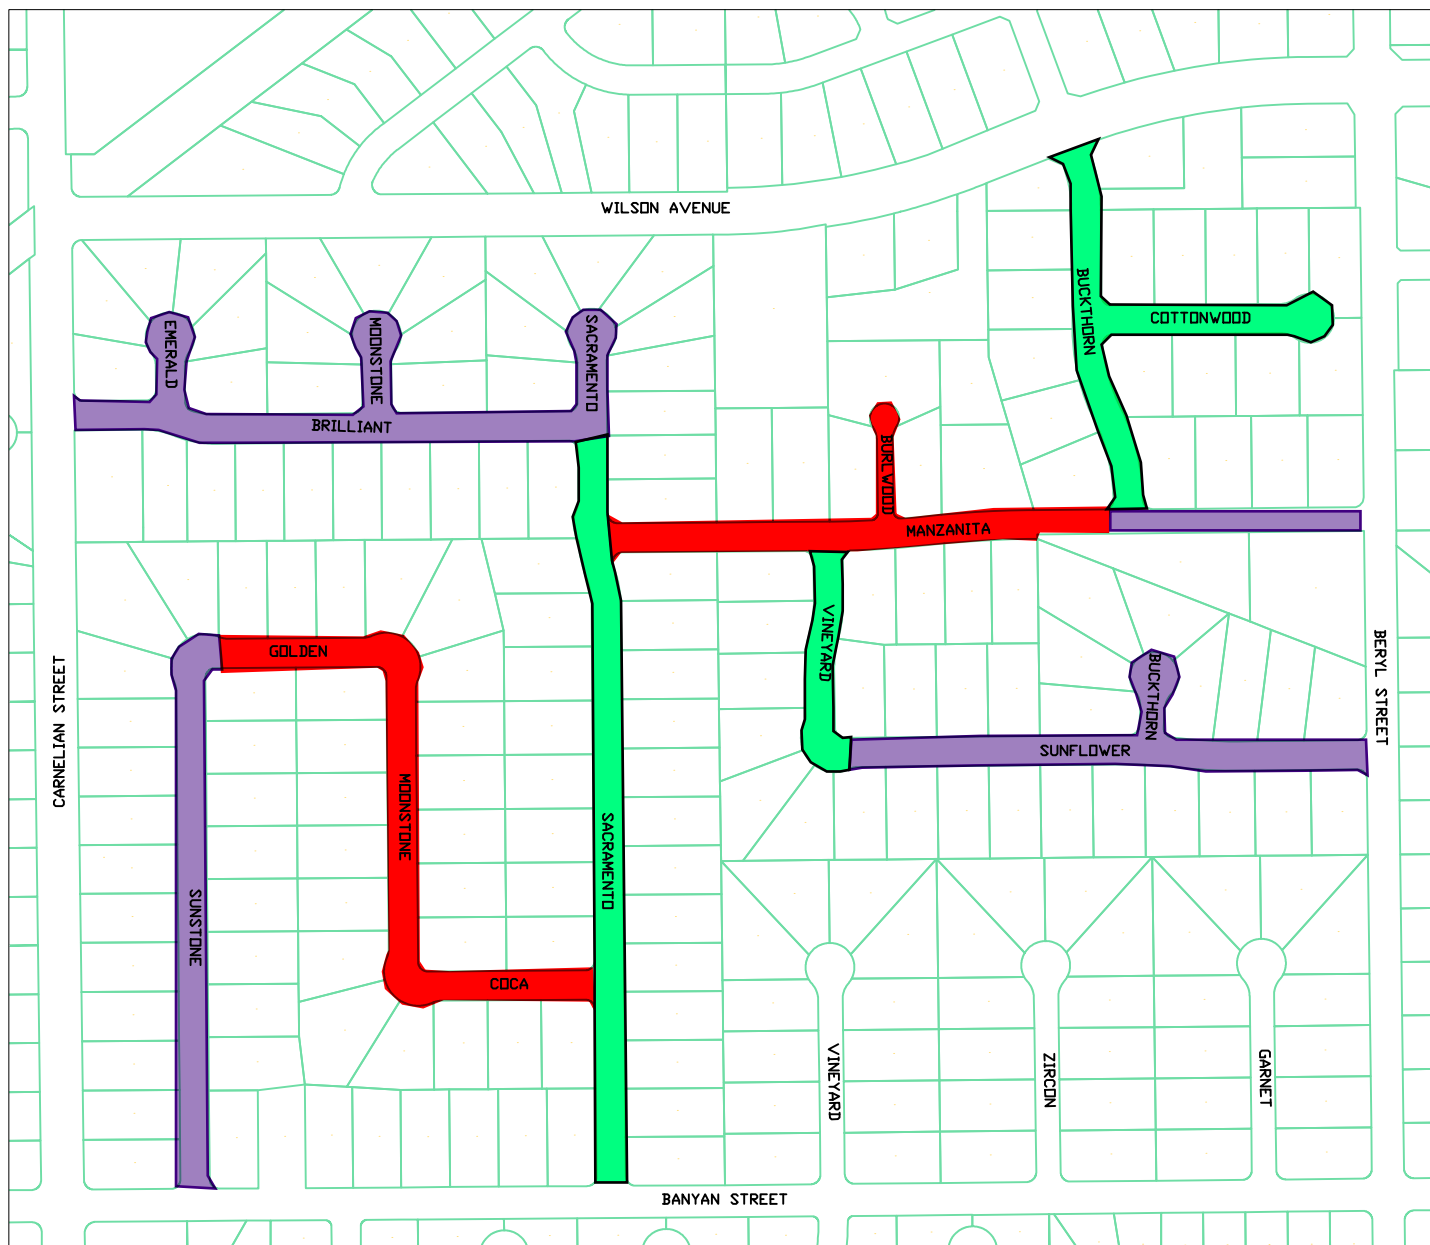 WILSON AVENUE
BUCKTHORN
COTTONWOOD
EMERALD
MOONSTONE
SACRAMENTO
BRILLIANT
BURLWOOD
MANZANITA
GOLDEN
VINEYARD
BUCKTHORN
SUNFLOWER
BERYL STREET
CARNELIAN STREET
MOONSTONE
SACRAMENTO
SUNSTONE
COCA
VINEYARD
ZIRCON
GARNET
BANYAN STREET